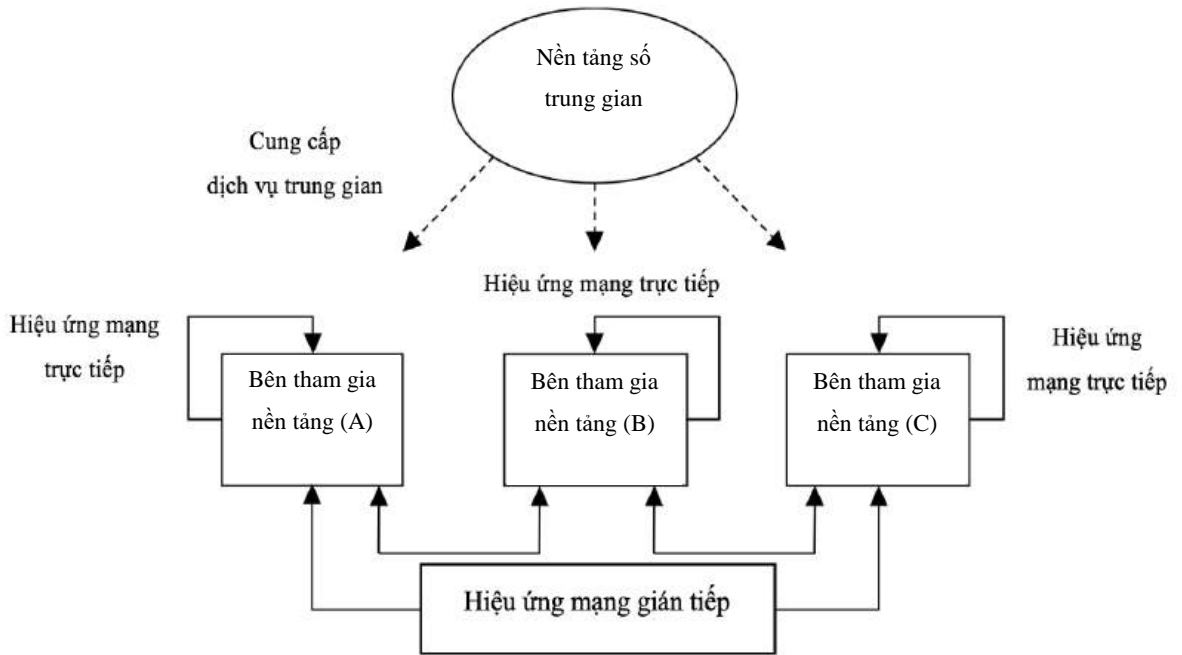 Nền tảng số
trung gian
Cung cấp
dịch vụ trung gian
Hiệu ứng mạng trực tiếp
Hiệu ứng mạng
trực tiếp
Hiệu ứng
mạng trực tiếp
Bên tham gia
nền tảng (A)
Bên tham gia
nền tảng (B)
Bên tham gia
nền tảng (C)
Hiệu ứng mạng gián tiếp